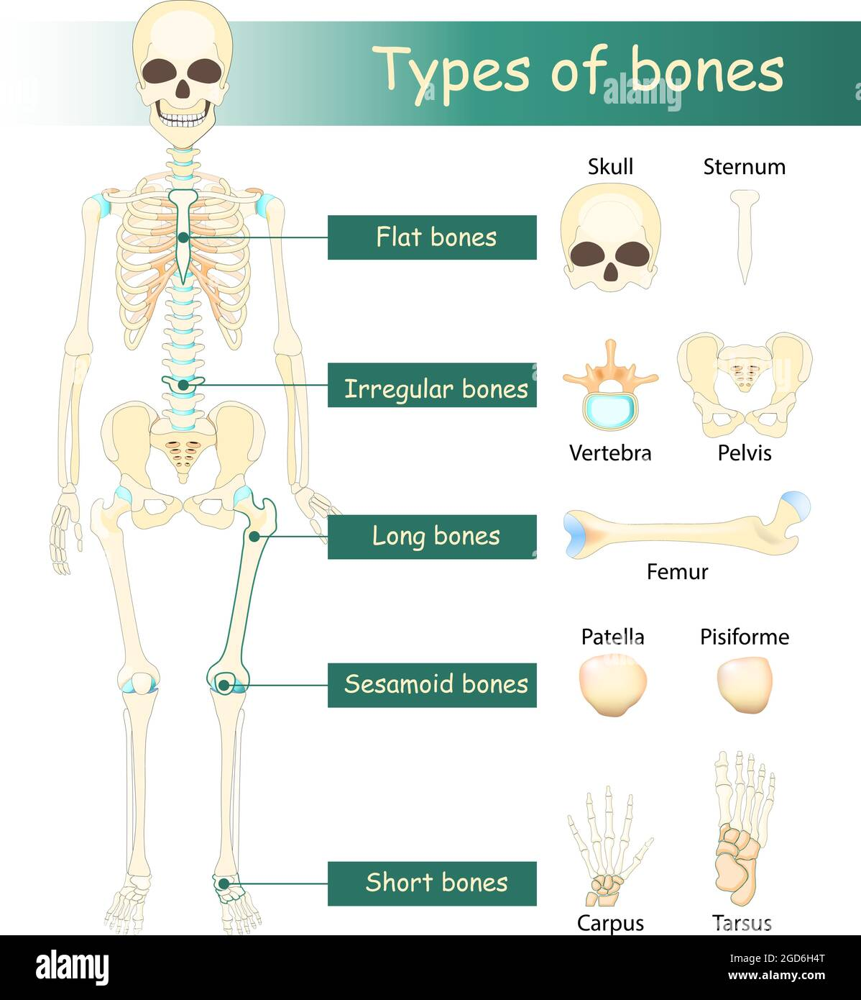 Types of bones
Skull Sternum
Flat bones
Irregular bones
Vertebra Pelvis
Long bones
Femur
Patella Pisiforme
Sesamoid bones
Short bones
Carpus Tarsus
alamy
Image ID: 2GD6H4T
www.alamy.com